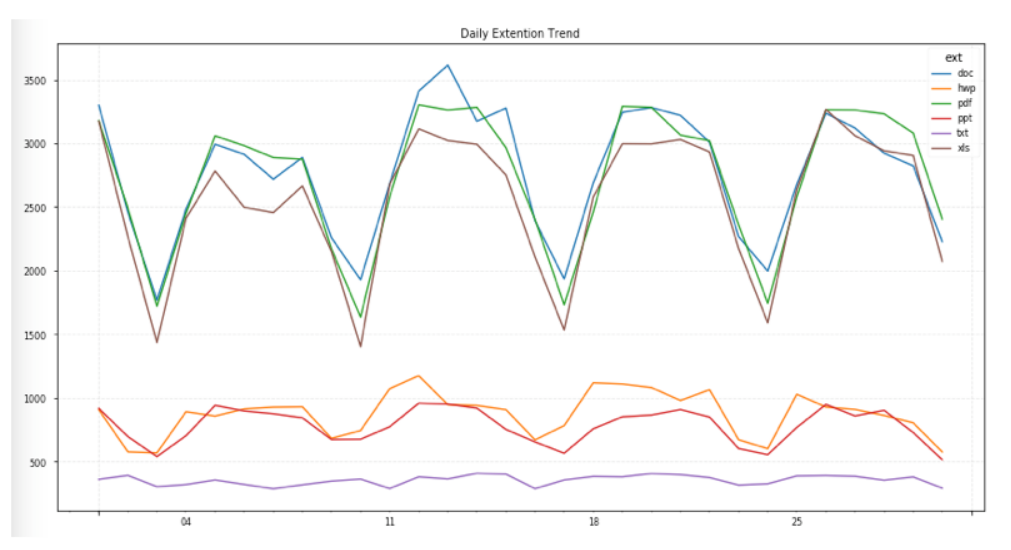 Daily Extention Trend
ext
doc
hwp
pdf
ppt
txt
xls
3500
3000
2500
2000
1500
1000
500
04 11 18 25